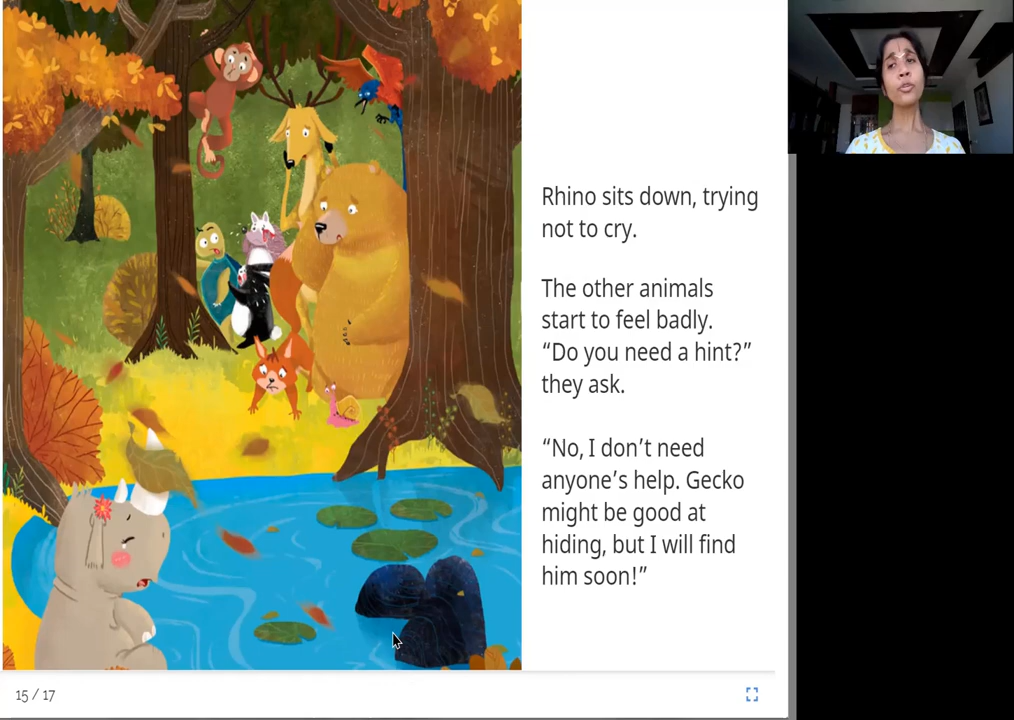 Rhino sits down, trying
not to cry.
The other animals
start to feel badly.
“Do you need a hint?”
they ask.
“No, I don’t need
anyone’s help. Gecko
might be good at
hiding, but I will find
him soon!”
15 / 17